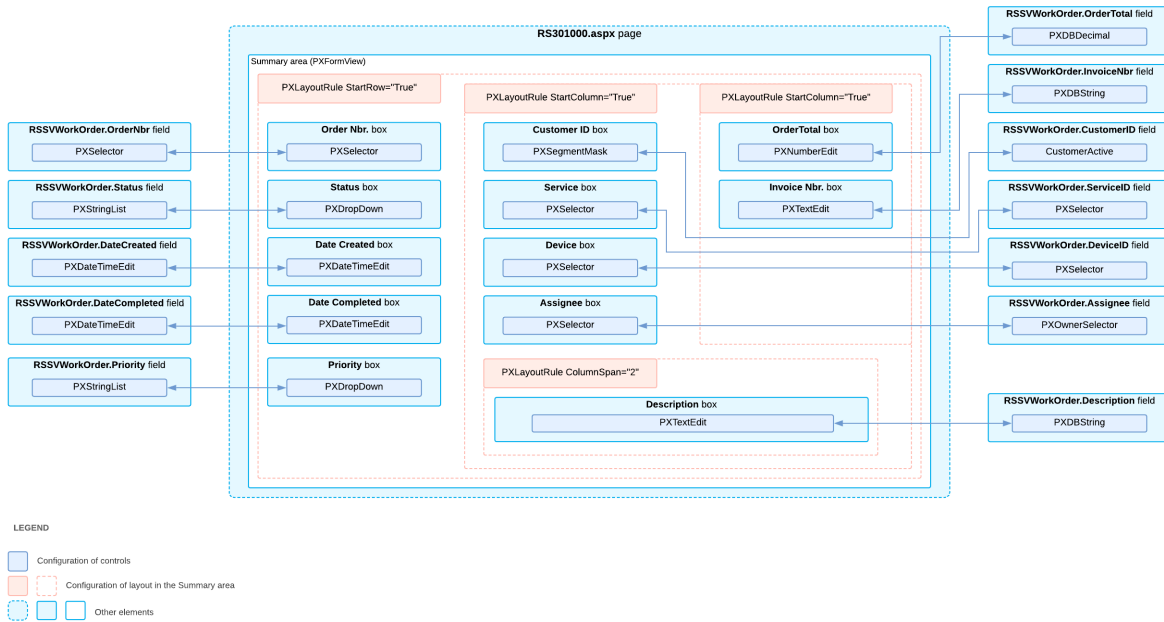 RS301000.aspx page
Summary area (PXFormView)
PXLayoutRule StartRow="True"
PXLayoutRule StartColumn="True"
PXLayoutRule StartColumn="True"
RSSVWorkOrder.OrderNbr field
PXSelector
RSSVWorkOrder.Status field
PXStringList
RSSVWorkOrder.DateCreated field
PXDateTimeEdit
RSSVWorkOrder.DateCompleted field
PXDateTimeEdit
RSSVWorkOrder.Priority field
PXStringList
Order Nbr. box
PXSelector
Status box
PXDropDown
Date Created box
PXDateTimeEdit
Date Completed box
PXDateTimeEdit
Priority box
PXDropDown
Customer ID box
PXSegmentMask
Service box
PXSelector
Device box
PXSelector
Assignee box
PXSelector
PXLayoutRule ColumnSpan="2"
Description box
PXTextEdit
OrderTotal box
PXNumberEdit
Invoice Nbr. box
PXTextEdit
RSSVWorkOrder.OrderTotal field
PXDBDecimal
RSSVWorkOrder.InvoiceNbr field
PXDBString
RSSVWorkOrder.CustomerID field
CustomerActive
RSSVWorkOrder.ServiceID field
PXSelector
RSSVWorkOrder.DeviceID field
PXSelector
RSSVWorkOrder.Assignee field
PXOwnerSelector
RSSVWorkOrder.Description field
PXDBString
LEGEND
Configuration of controls
Configuration of layout in the Summary area
Other elements